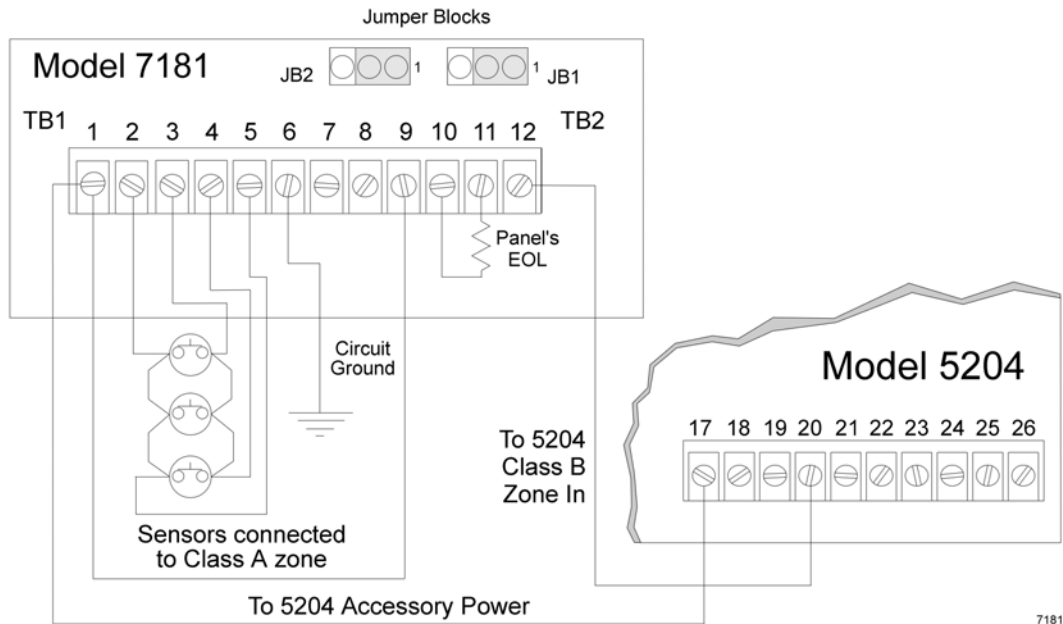 Jumper Blocks
Model 7181
JB2
1
1
JB1
TB1
1 2 3 4 5 6 7 8 9 10 11 12
TB2
Panel's
EOL
Circuit
Ground
Sensors connected
to Class A zone
To 5204
Class B
Zone In
Model 5204
17 18 19 20 21 22 23 24 25 26
To 5204 Accessory Power
7181